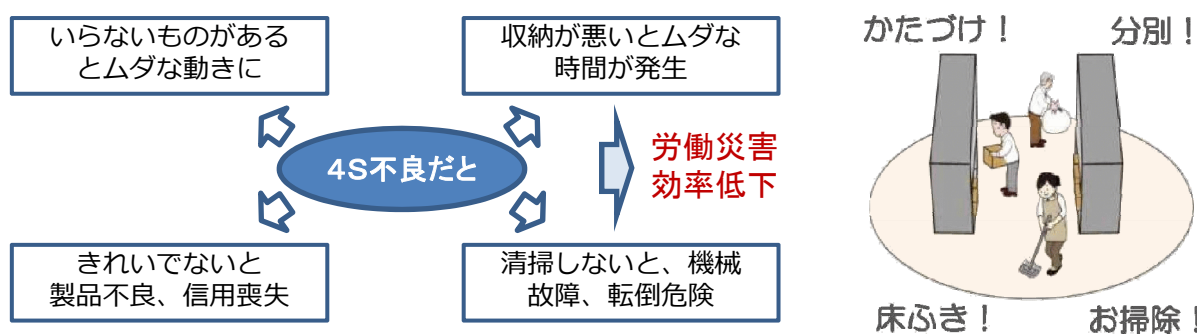 いらないものがある
とムダな動きに
収納が悪いとムダな
時間が発生
4S不良だと
労働災害
効率低下
きれいでないと
製品不良、信用喪失
清掃しないと、機械
故障、転倒危険
かたづけ！
分別！
床ふき！
お掃除！